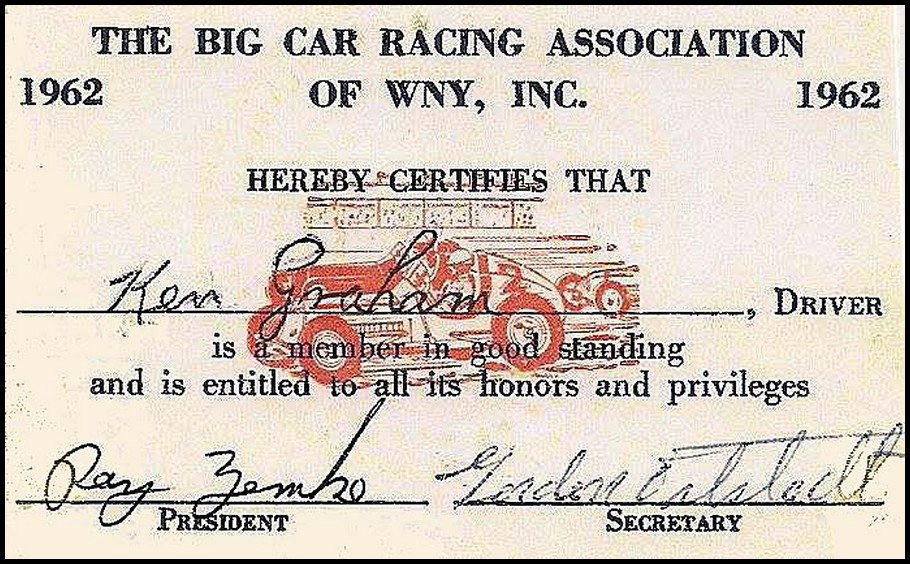 THE BIG CAR RACING ASSOCIATION
1962 OF WNY, INC. 1962
HEREBY CERTIFIES THAT
Ken Graham, DRIVER
is a member in good standing
and is entitled to all its honors and privileges
Ray Zemko Gordon
PRESIDENT SECRETARY